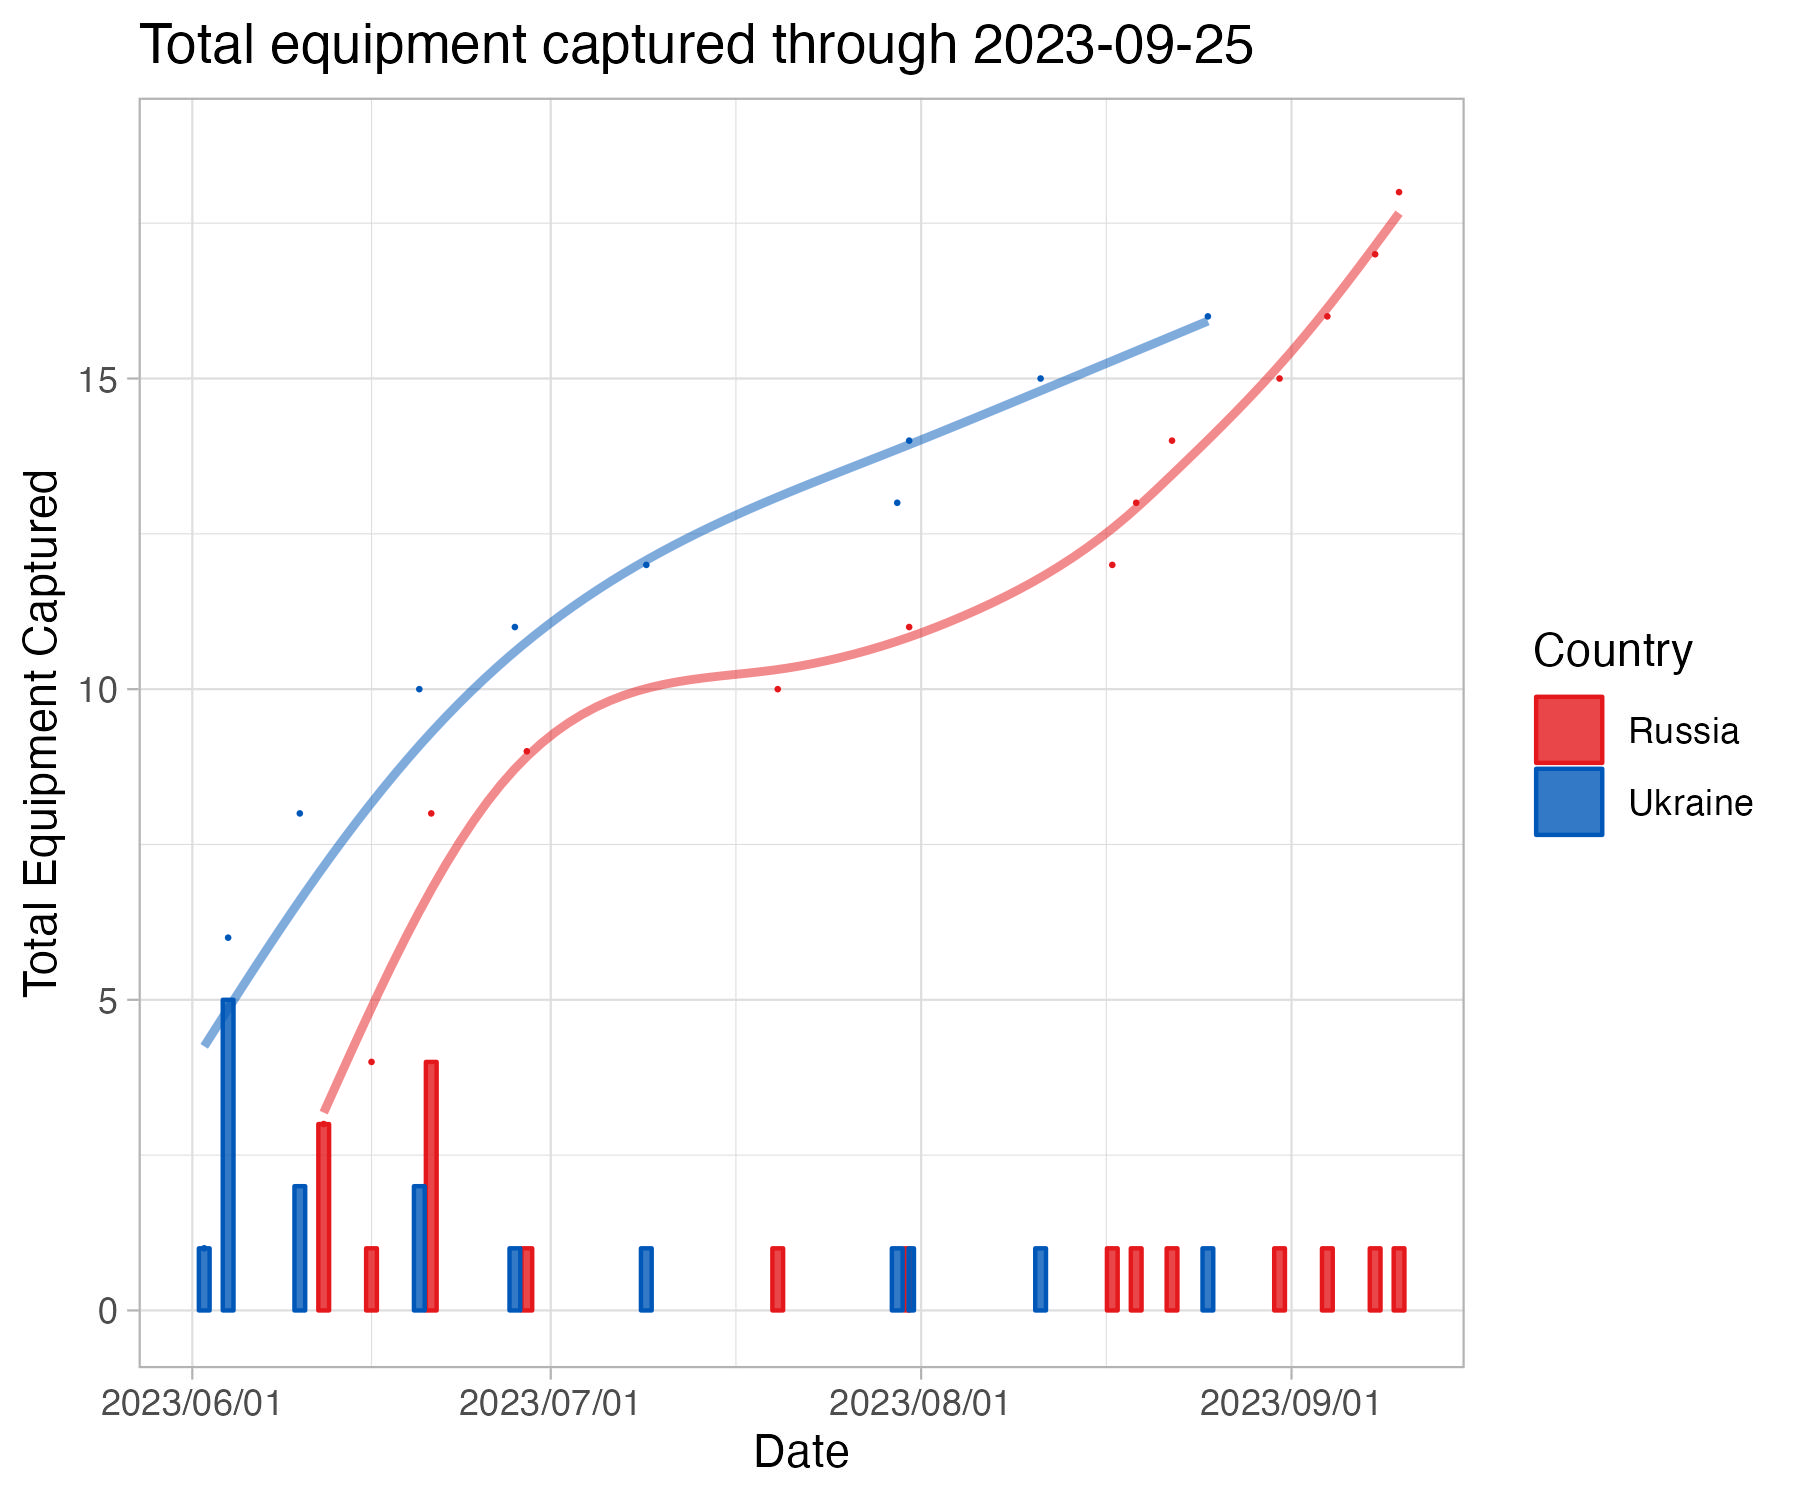 Total equipment captured through 2023-09-25
Total Equipment Captured
15
10
5
0
2023/06/01
2023/07/01
2023/08/01
2023/09/01
Date
Country
Russia
Ukraine